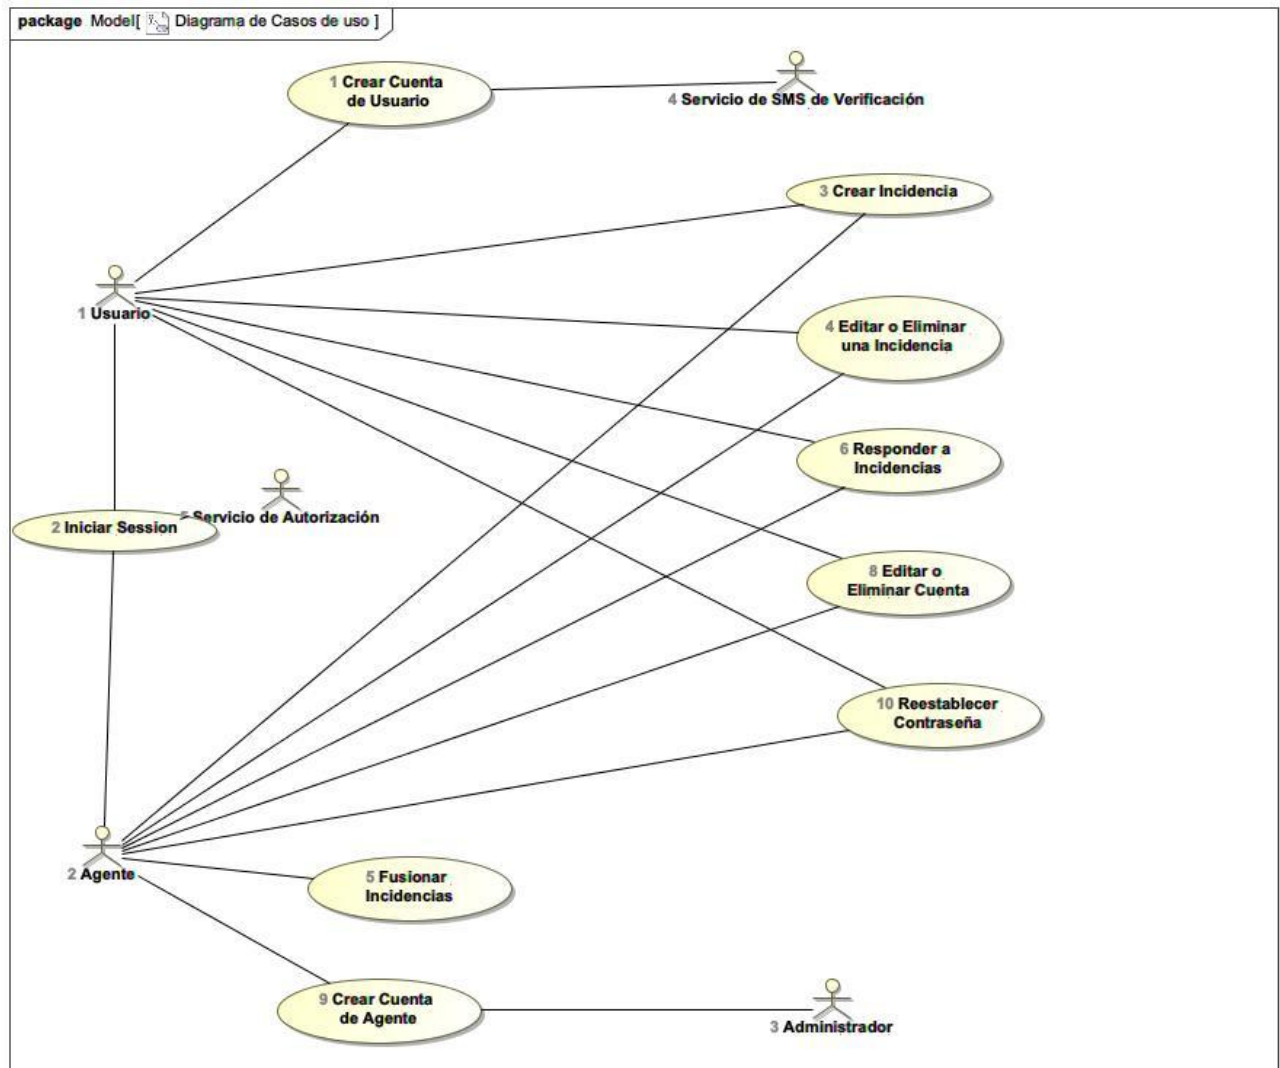 package Model[ Diagrama de Casos de uso ]
1 Crear Cuenta
de Usuario
4 Servicio de SMS de Verificación
3 Crear Incidencia
1 Usuario
4 Editar o Eliminar
una Incidencia
6 Responder a
Incidencias
2 Iniciar Session
5 Servicio de Autorización
8 Editar o
Eliminar Cuenta
10 Reestablecer
Contraseña
2 Agente
5 Fusionar
Incidencias
9 Crear Cuenta
de Agente
3 Administrador